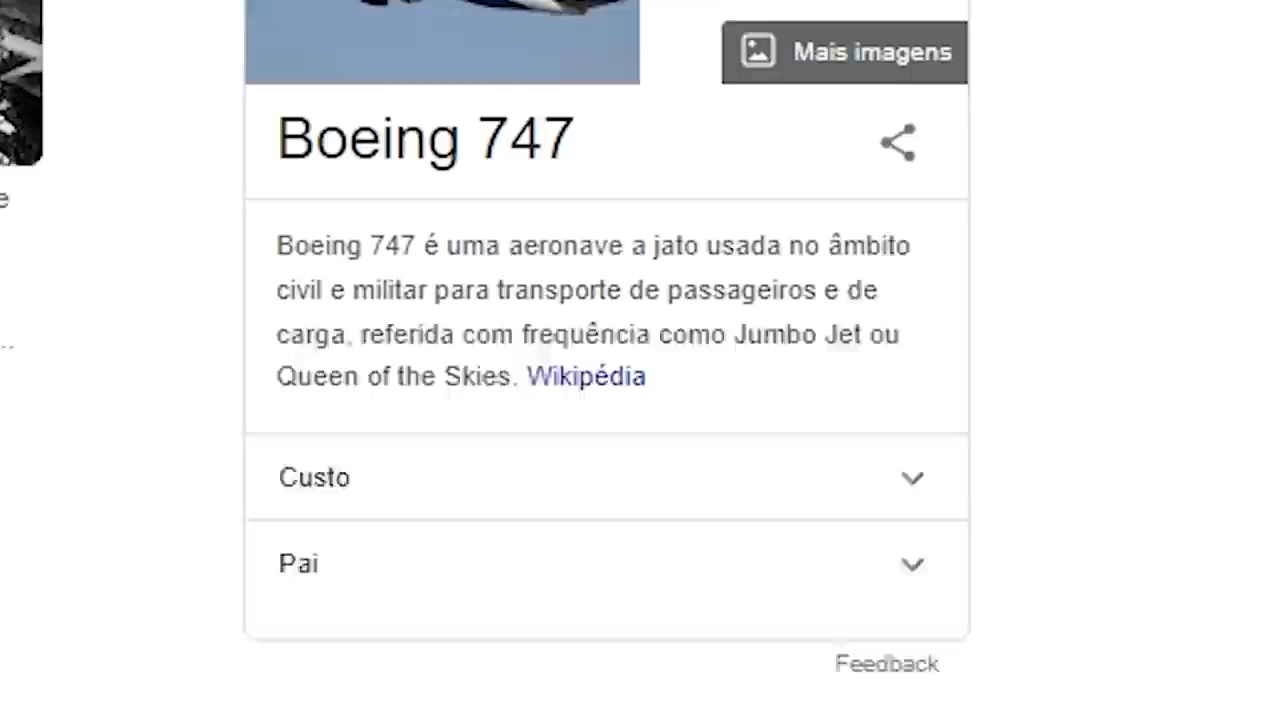 Mais imagens
Boeing 747
e
Boeing 747 é uma aeronave a jato usada no âmbito
civil e militar para transporte de passageiros e de
carga, referida com frequência como Jumbo Jet ou
...
Queen of the Skies. Wikipédia
Custo
Pai
Feedback